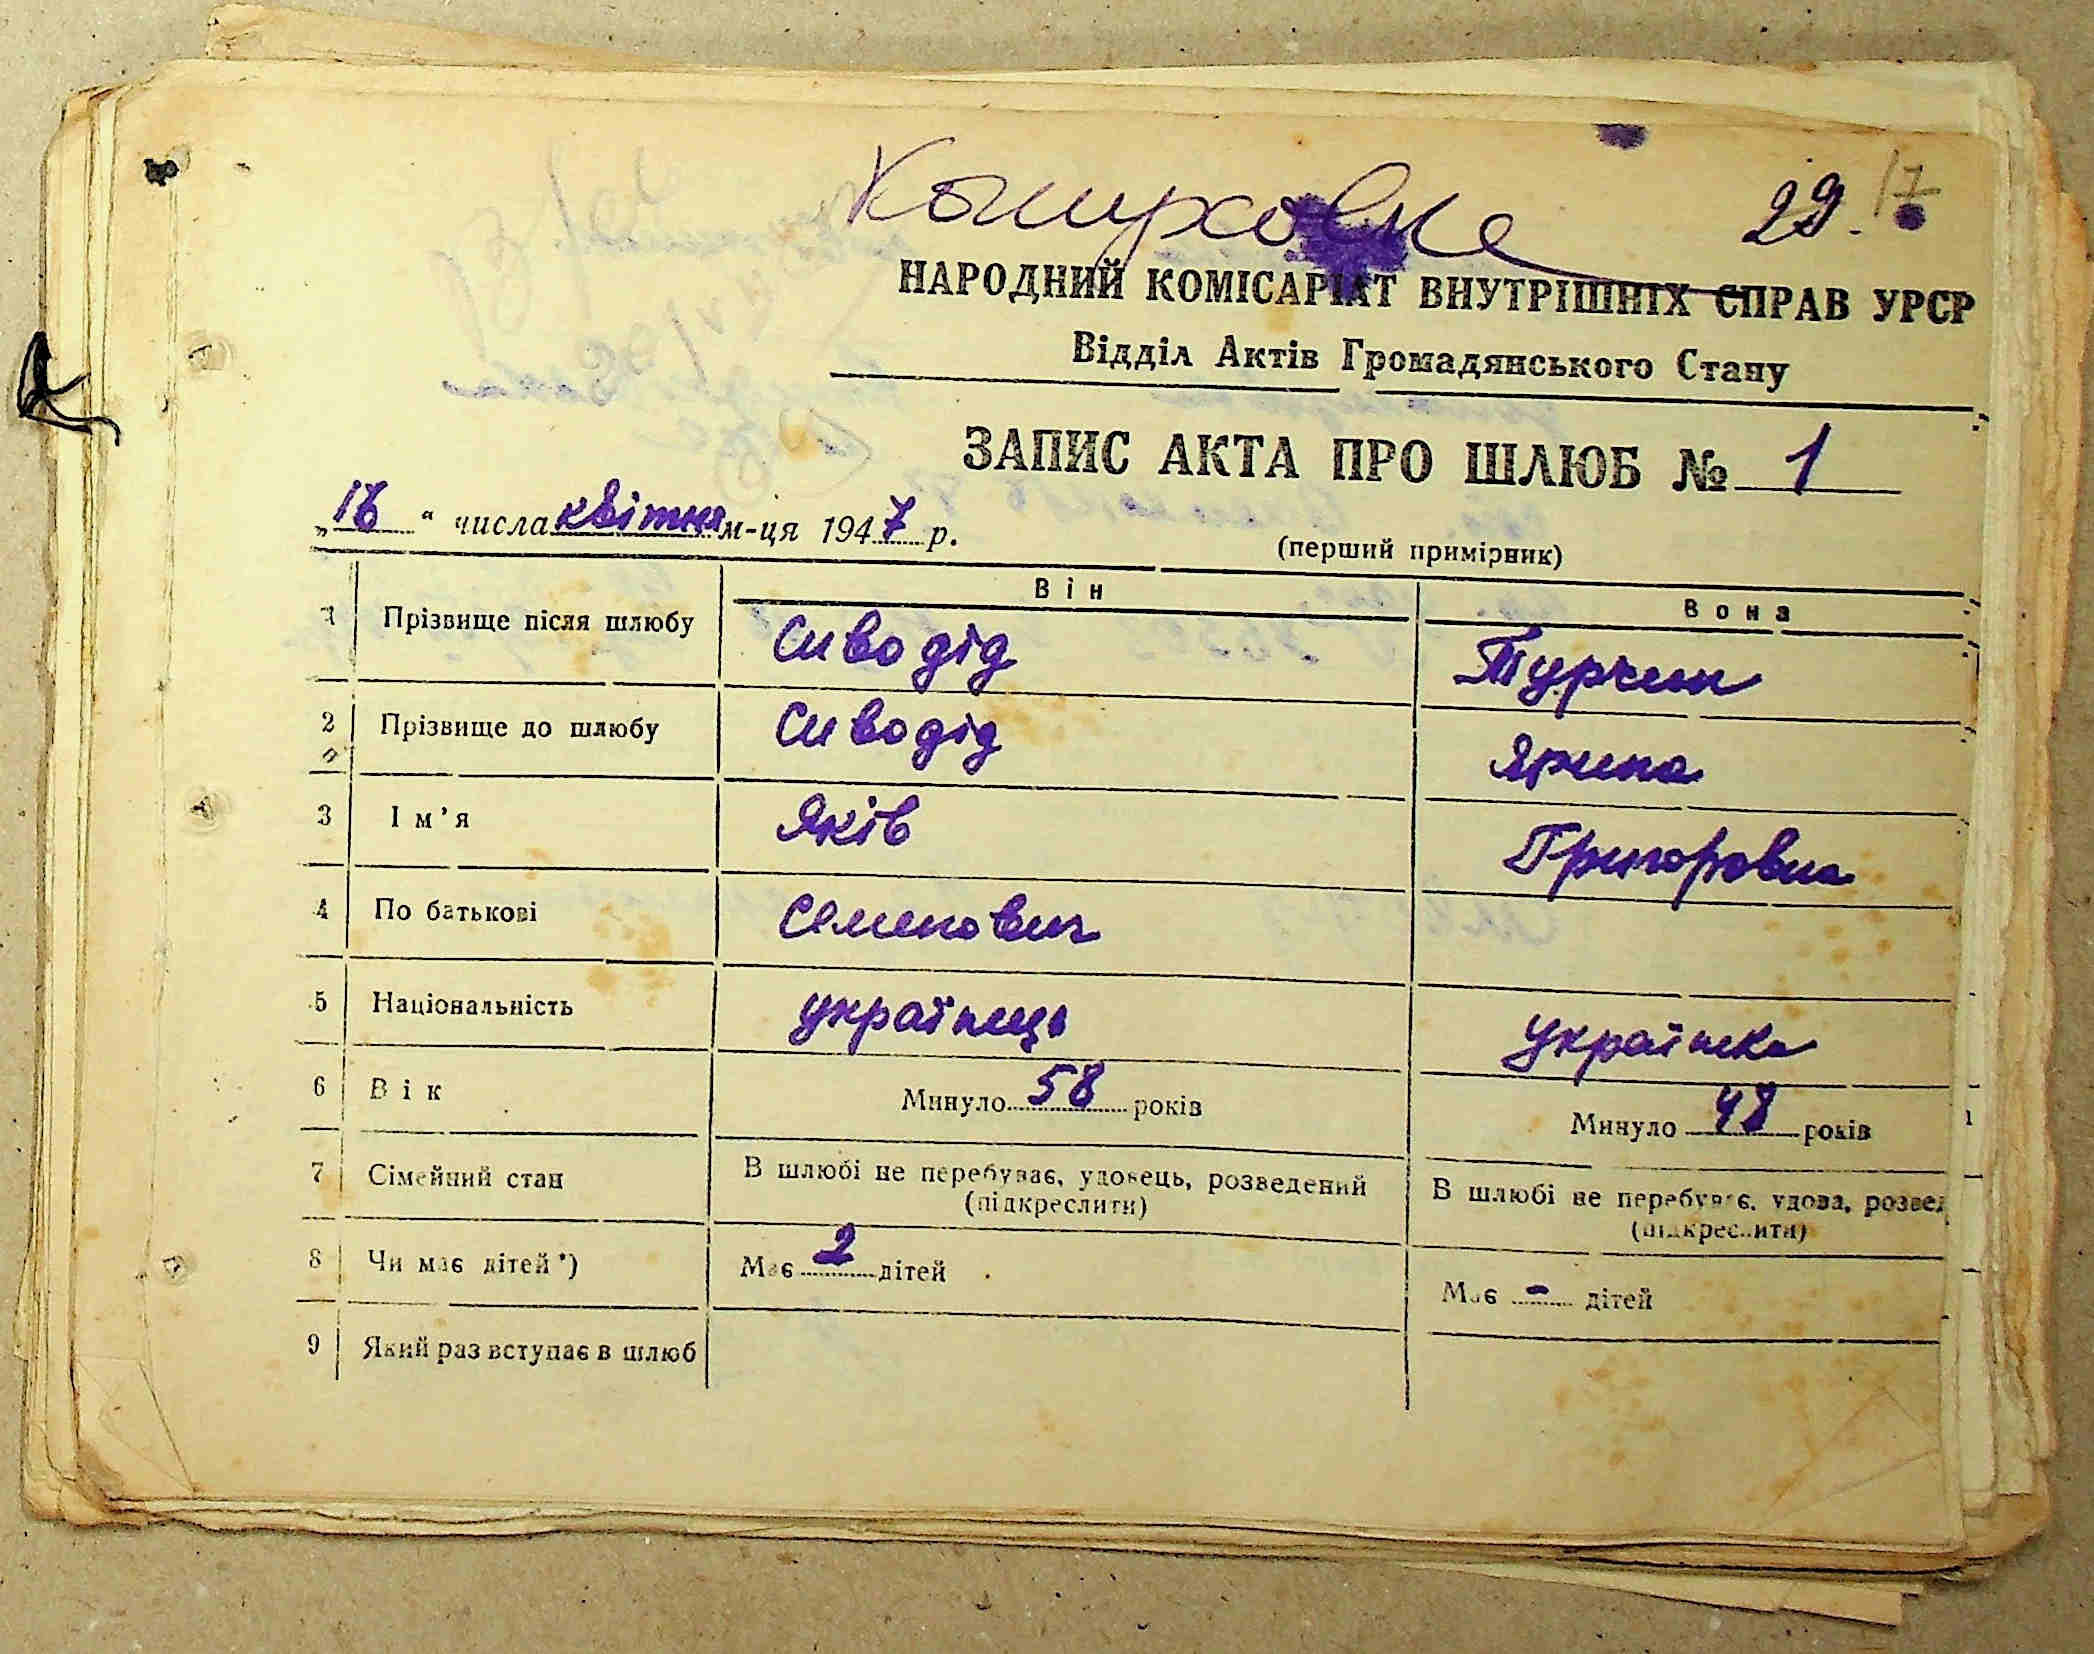 29. 17
НАРОДНИЙ КОМІСАРІАТ ВНУТРІШНІХ СПРАВ УРСР
Відділ Актів Громадянського Стану
ЗАПИС АКТА ПРО ШЛЮБ № 1
„16“ числа квітня м-ця 1947 р.
(перший примірник)
Він Вона
1 Прізвище після шлюбу Сиводід Турчин
2 Прізвище до шлюбу Сиводід Ярина
3 Ім’я Яків Григоровна
4 По батькові Семенович
5 Національність українець українка
6 Вік Минуло 58 років Минуло 48 років
7 Сімейний стан В шлюбі не перебуває, удовець, розведений В шлюбі не перебуває, удова, розвед
(підкреслити) (підкреслити)
8 Чи має дітей*) Має 2 дітей Має - дітей
9 Який раз вступає в шлюб